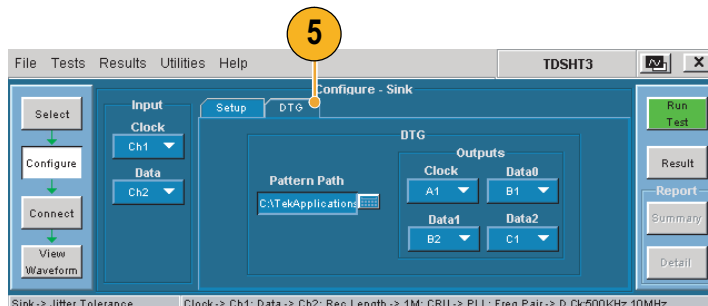 5
File Tests Results Utilities Help TDSHT3 X
Configure - Sink
Select
Configure
Connect
View
Waveform
Input
Clock
Ch1
Data
Ch2
Setup DTG
DTG
Pattern Path
C:\TekApplications
Outputs
Clock Data0
A1 B1
Data1 Data2
B2 C1
Run
Test
Result
Report
Summary
Detail
Sink-> Jitter Tolerance Clock-> Ch1: Data-> Ch2: Rec Length-> 1M: CRU-> PLL: Freq Pair-> D Ck:500KHz 10MHz